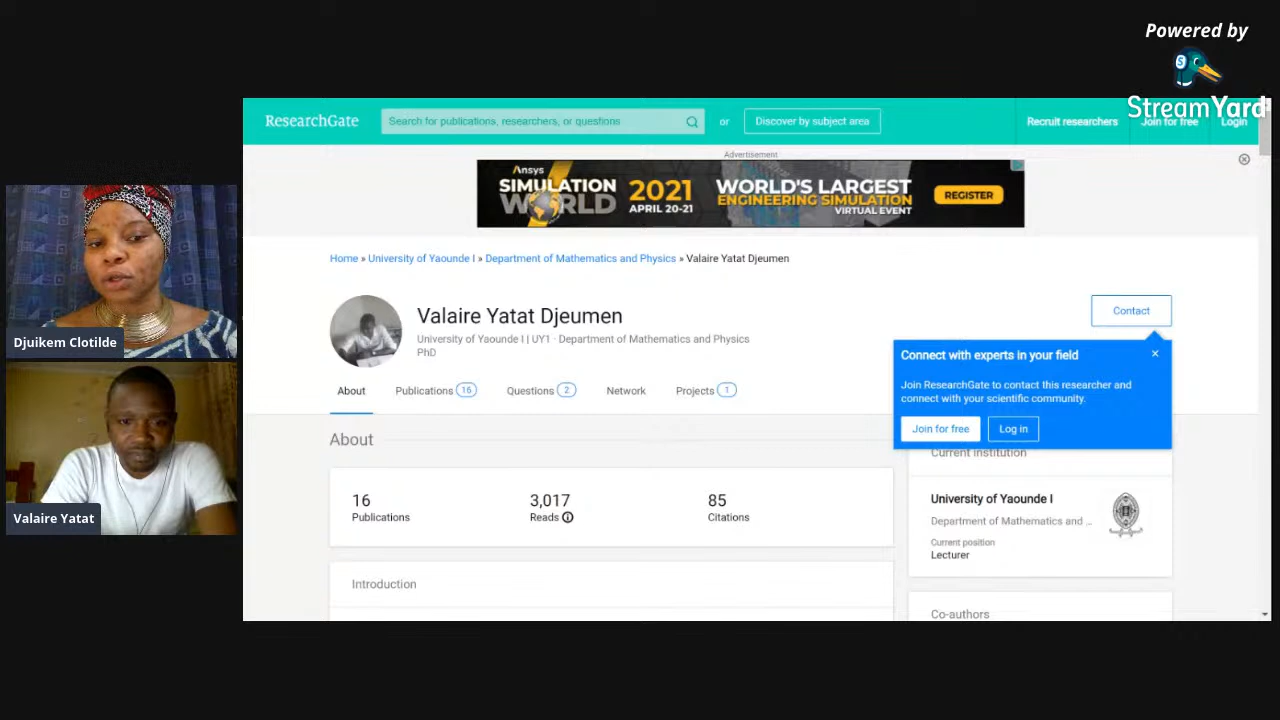 Powered by
StreamYard
ResearchGate
Search for publications, researchers, or questions
or
Discover by subject area
Recruit researchers
Join for free
Login
Advertisement
Ansys
SIMULATION
WORLD
2021
APRIL 20-21
WORLD'S LARGEST
ENGINEERING SIMULATION
VIRTUAL EVENT
REGISTER
Home » University of Yaounde I » Department of Mathematics and Physics » Valaire Yatat Djeumen
Valaire Yatat Djeumen
University of Yaounde I | UY1 · Department of Mathematics and Physics
PhD
Contact
Connect with experts in your field
Join ResearchGate to contact this researcher and
connect with your scientific community.
Join for free
Log in
About
Publications 16
Questions 2
Network
Projects 1
About
16
Publications
3,017
Reads
85
Citations
Introduction
Current institution
University of Yaounde I
Department of Mathematics and ...
Current position
Lecturer
Co-authors
Djuikem Clotilde
Valaire Yatat